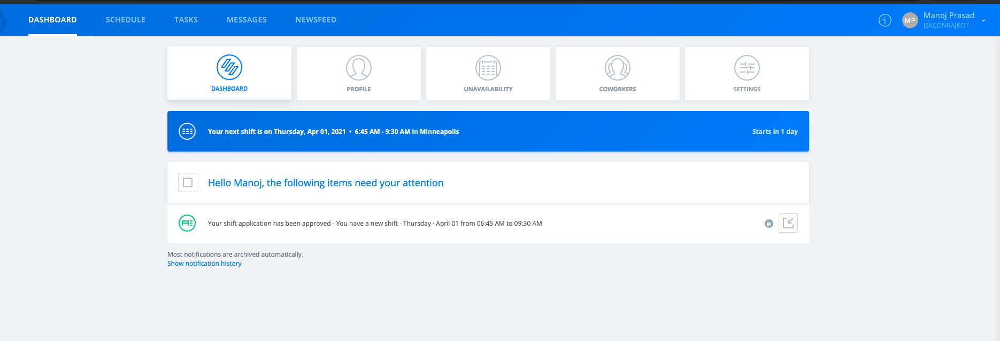 DASHBOARD SCHEDULE TASKS MESSAGES NEWSFEED
MP Manoj Prasad
ISKCONRAJKOT
DASHBOARD PROFILE UNAVAILABILITY COWORKERS SETTINGS
Your next shift is on Thursday, Apr 01, 2021 • 6:45 AM - 9:30 AM in Minneapolis Starts in 1 day
Hello Manoj, the following items need your attention
Your shift application has been approved - You have a new shift - Thursday · April 01 from 06:45 AM to 09:30 AM
Most notifications are archived automatically.
Show notification history